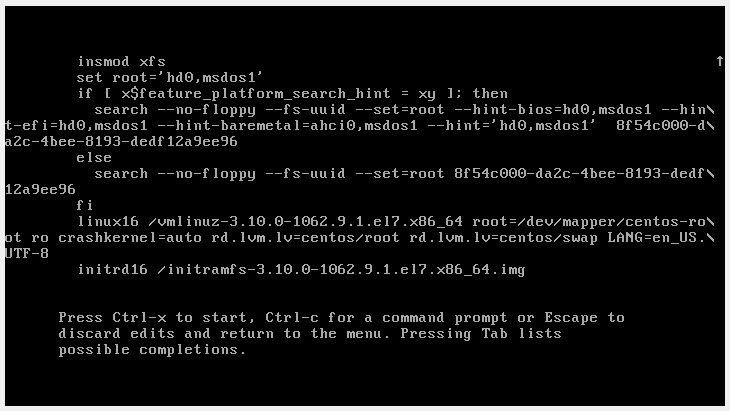 insmod xfs ↑
set root='hd0,msdos1'
if [ x$feature_platform_search_hint = xy ]; then
search --no-floppy --fs-uuid --set=root --hint-bios=hd0,msdos1 --hin\
t-efi=hd0,msdos1 --hint-baremetal=ahci0,msdos1 --hint='hd0,msdos1'  8f54c000-d\
a2c-4bee-8193-dedf12a9ee96
else
search --no-floppy --fs-uuid --set=root 8f54c000-da2c-4bee-8193-dedf\
12a9ee96
fi
linux16 /vmlinuz-3.10.0-1062.9.1.el7.x86_64 root=/dev/mapper/centos-ro\
ot ro crashkernel=auto rd.lvm.lv=centos/root rd.lvm.lv=centos/swap LANG=en_US.\
UTF-8
initrd16 /initramfs-3.10.0-1062.9.1.el7.x86_64.img
Press Ctrl-x to start, Ctrl-c for a command prompt or Escape to
discard edits and return to the menu. Pressing Tab lists
possible completions.